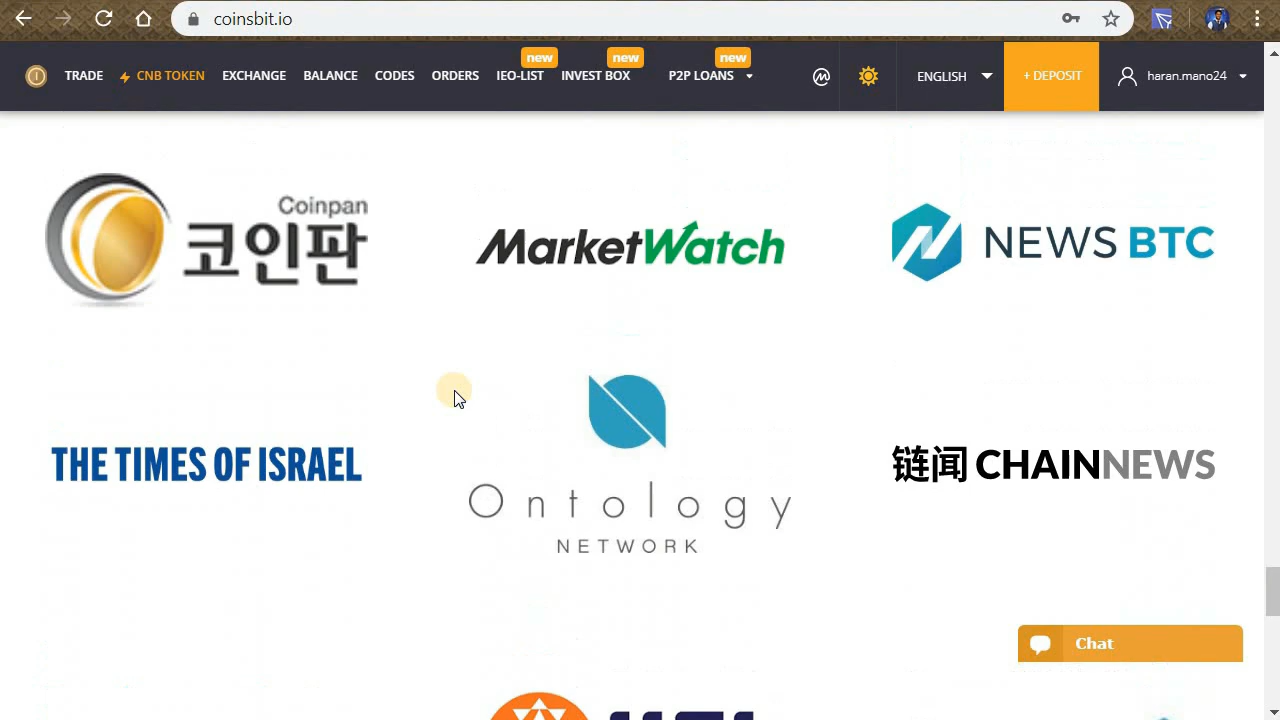 coinsbit.io
new new new
TRADE CNB TOKEN EXCHANGE BALANCE CODES ORDERS IEO-LIST INVEST BOX P2P LOANS ENGLISH + DEPOSIT haran.mano24
Coinpan
코인판
MarketWatch
NEWS BTC
THE TIMES OF ISRAEL
Ontology
NETWORK
链闻 CHAINNEWS
Chat